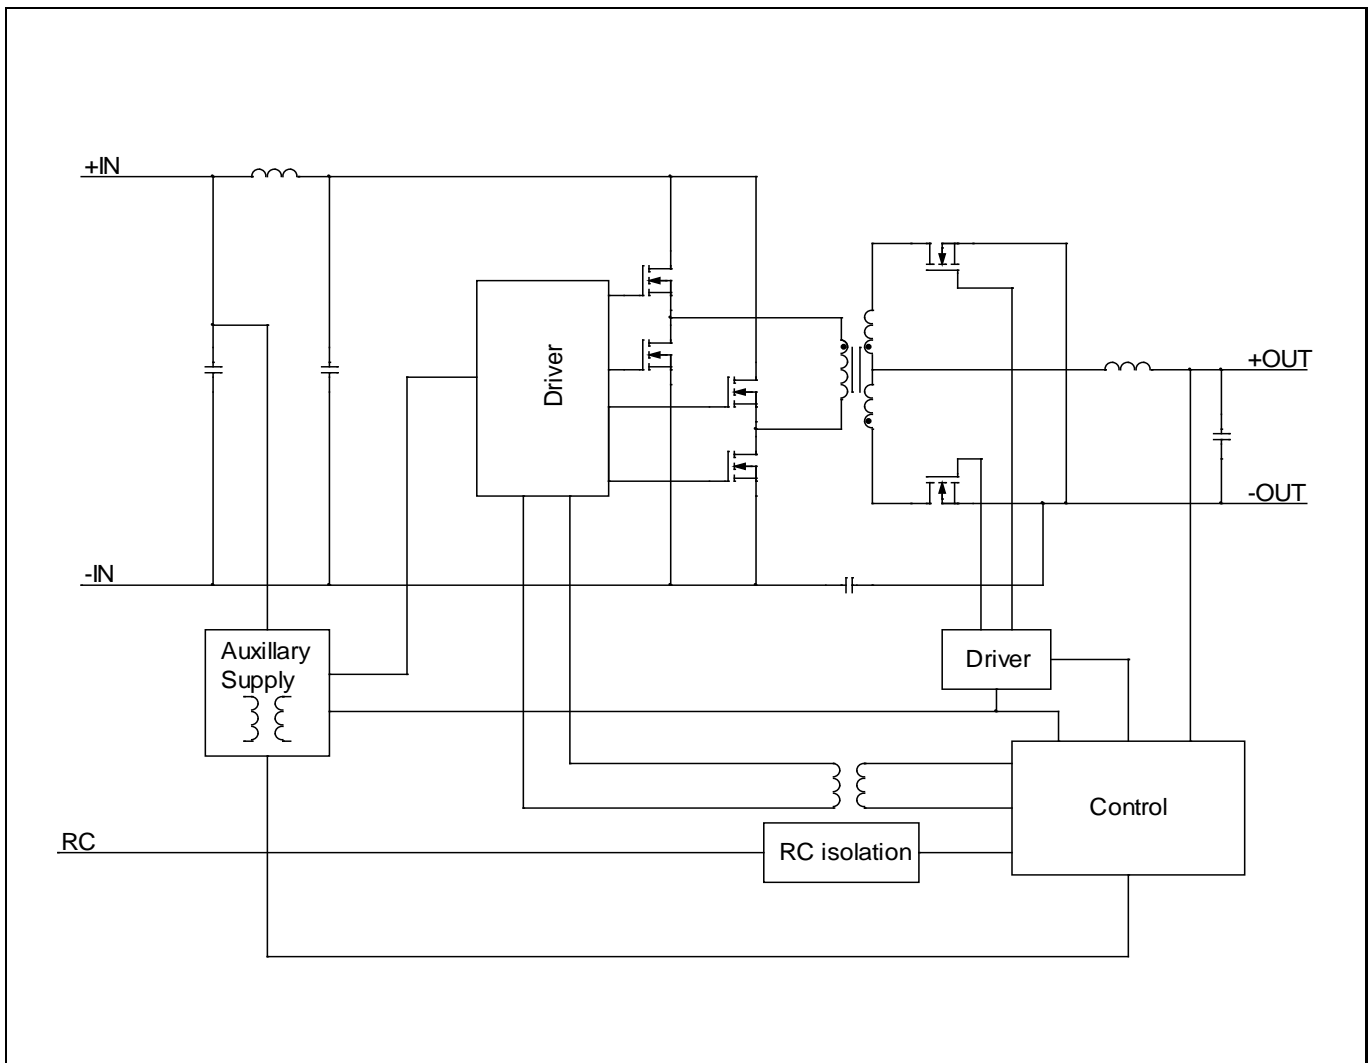 +IN
Driver
+OUT
-OUT
-IN
Auxillary
Supply
Driver
Control
RC
RC isolation